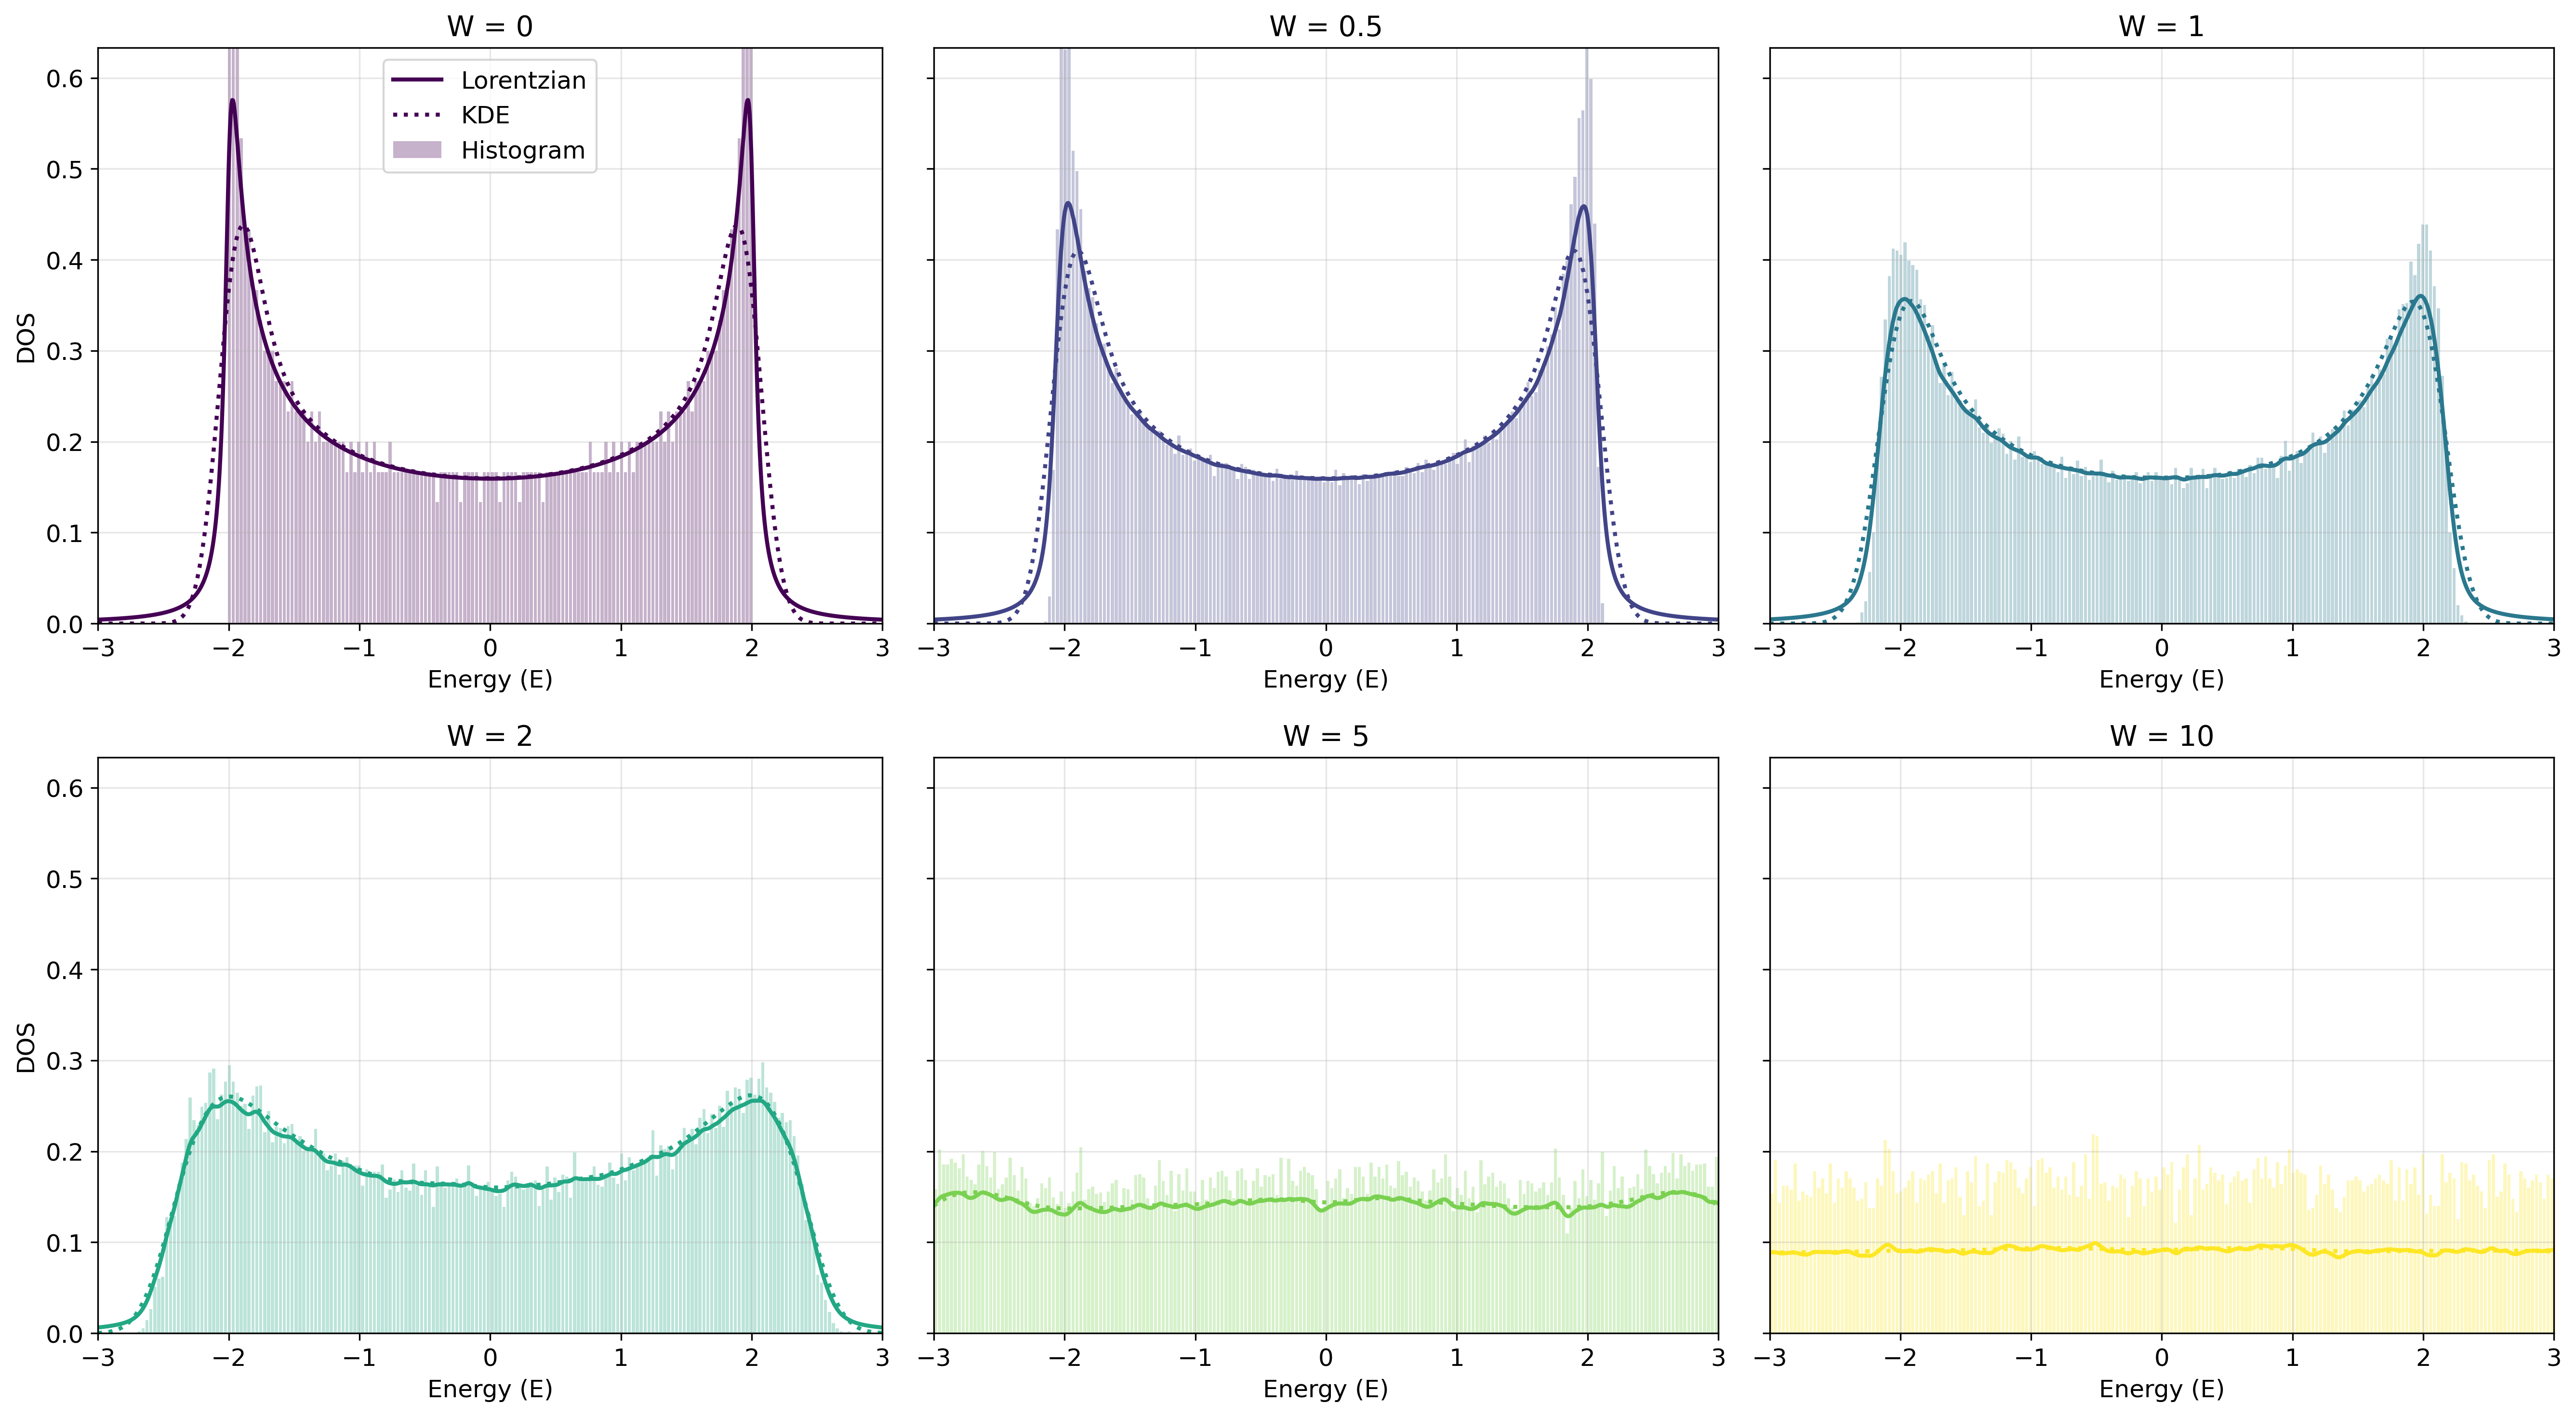 W = 0
W = 0.5
W = 1
Lorentzian
KDE
Histogram
DOS
0.6
0.5
0.4
0.3
0.2
0.1
0.0
−3 −2 −1 0 1 2 3
−3 −2 −1 0 1 2 3
−3 −2 −1 0 1 2 3
Energy (E)
Energy (E)
Energy (E)
W = 2
W = 5
W = 10
DOS
0.6
0.5
0.4
0.3
0.2
0.1
0.0
−3 −2 −1 0 1 2 3
−3 −2 −1 0 1 2 3
−3 −2 −1 0 1 2 3
Energy (E)
Energy (E)
Energy (E)